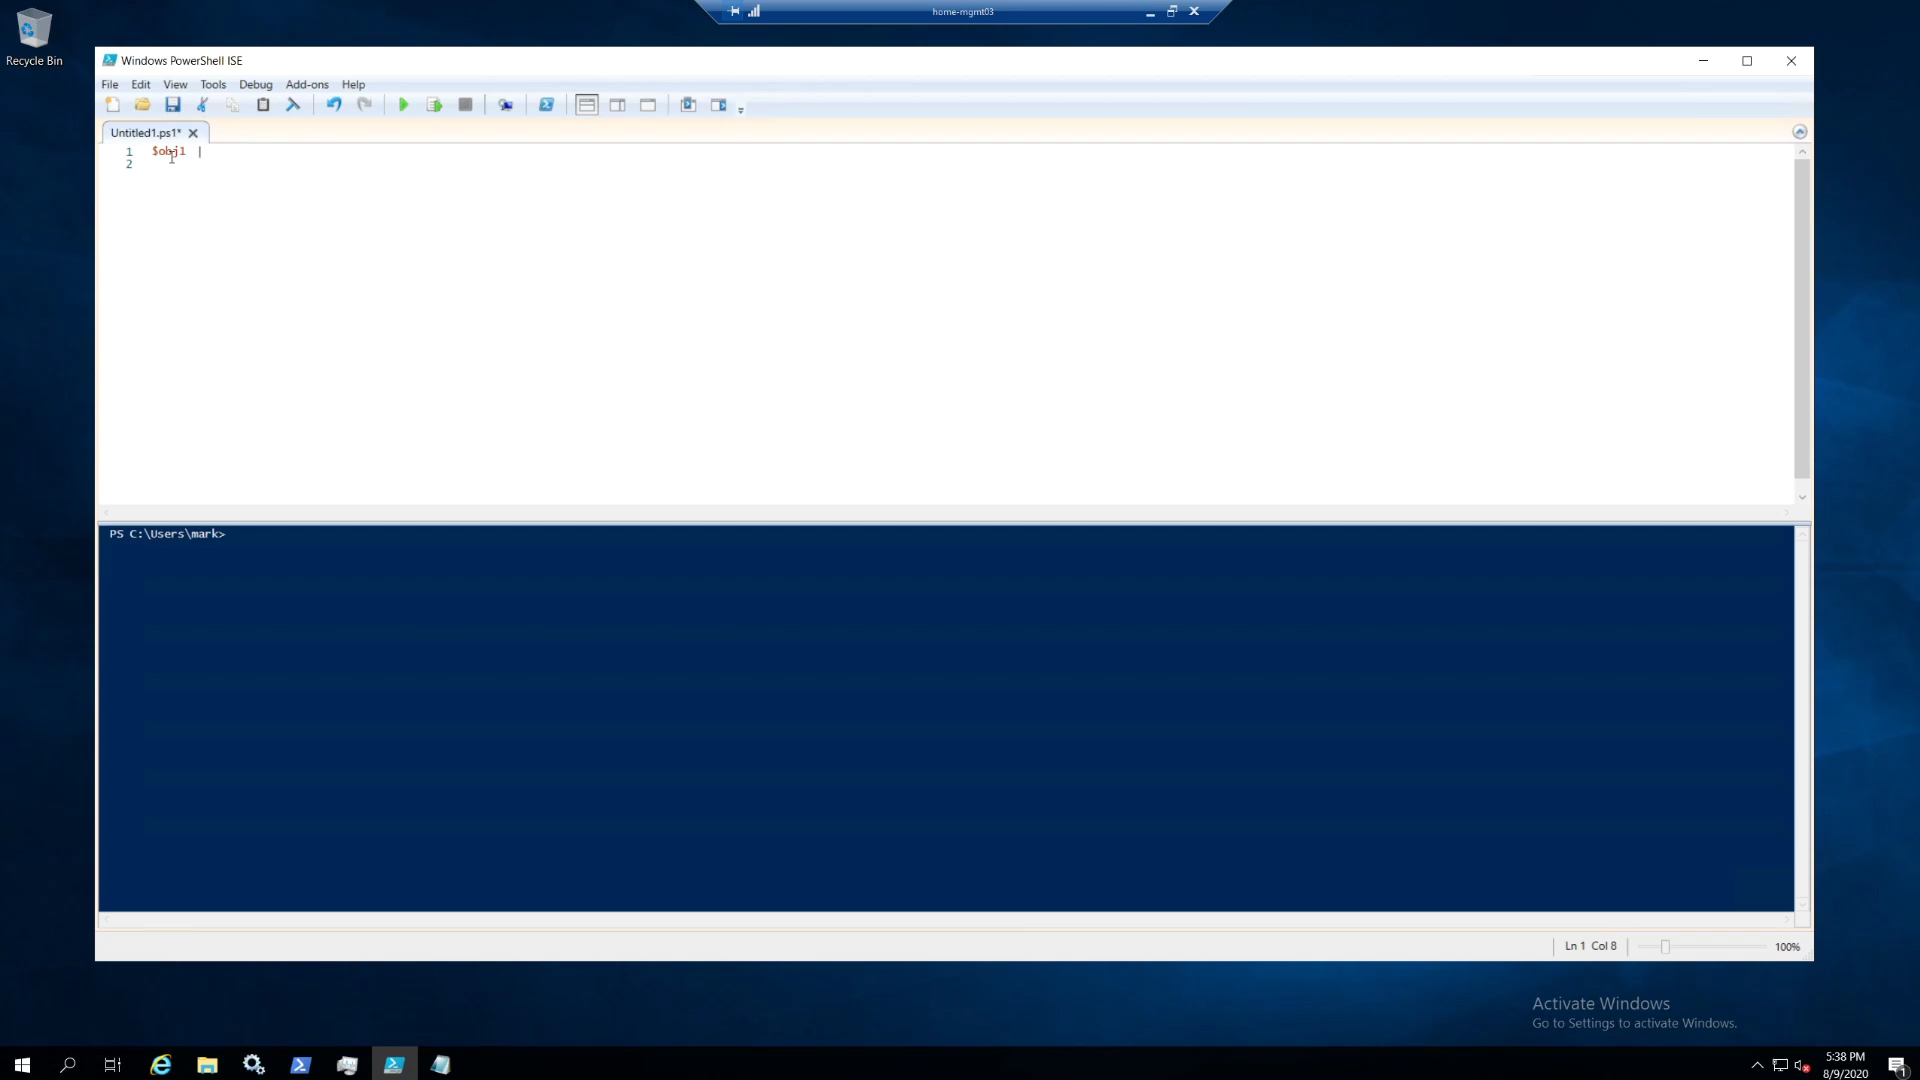 home-mgmt03
Recycle Bin
Windows PowerShell ISE
File Edit View Tools Debug Add-ons Help
Untitled1.ps1*
1 $obj1
2
PS C:\Users\mark>
Ln 1 Col 8 100%
Activate Windows
Go to Settings to activate Windows.
5:38 PM
8/9/2020
1